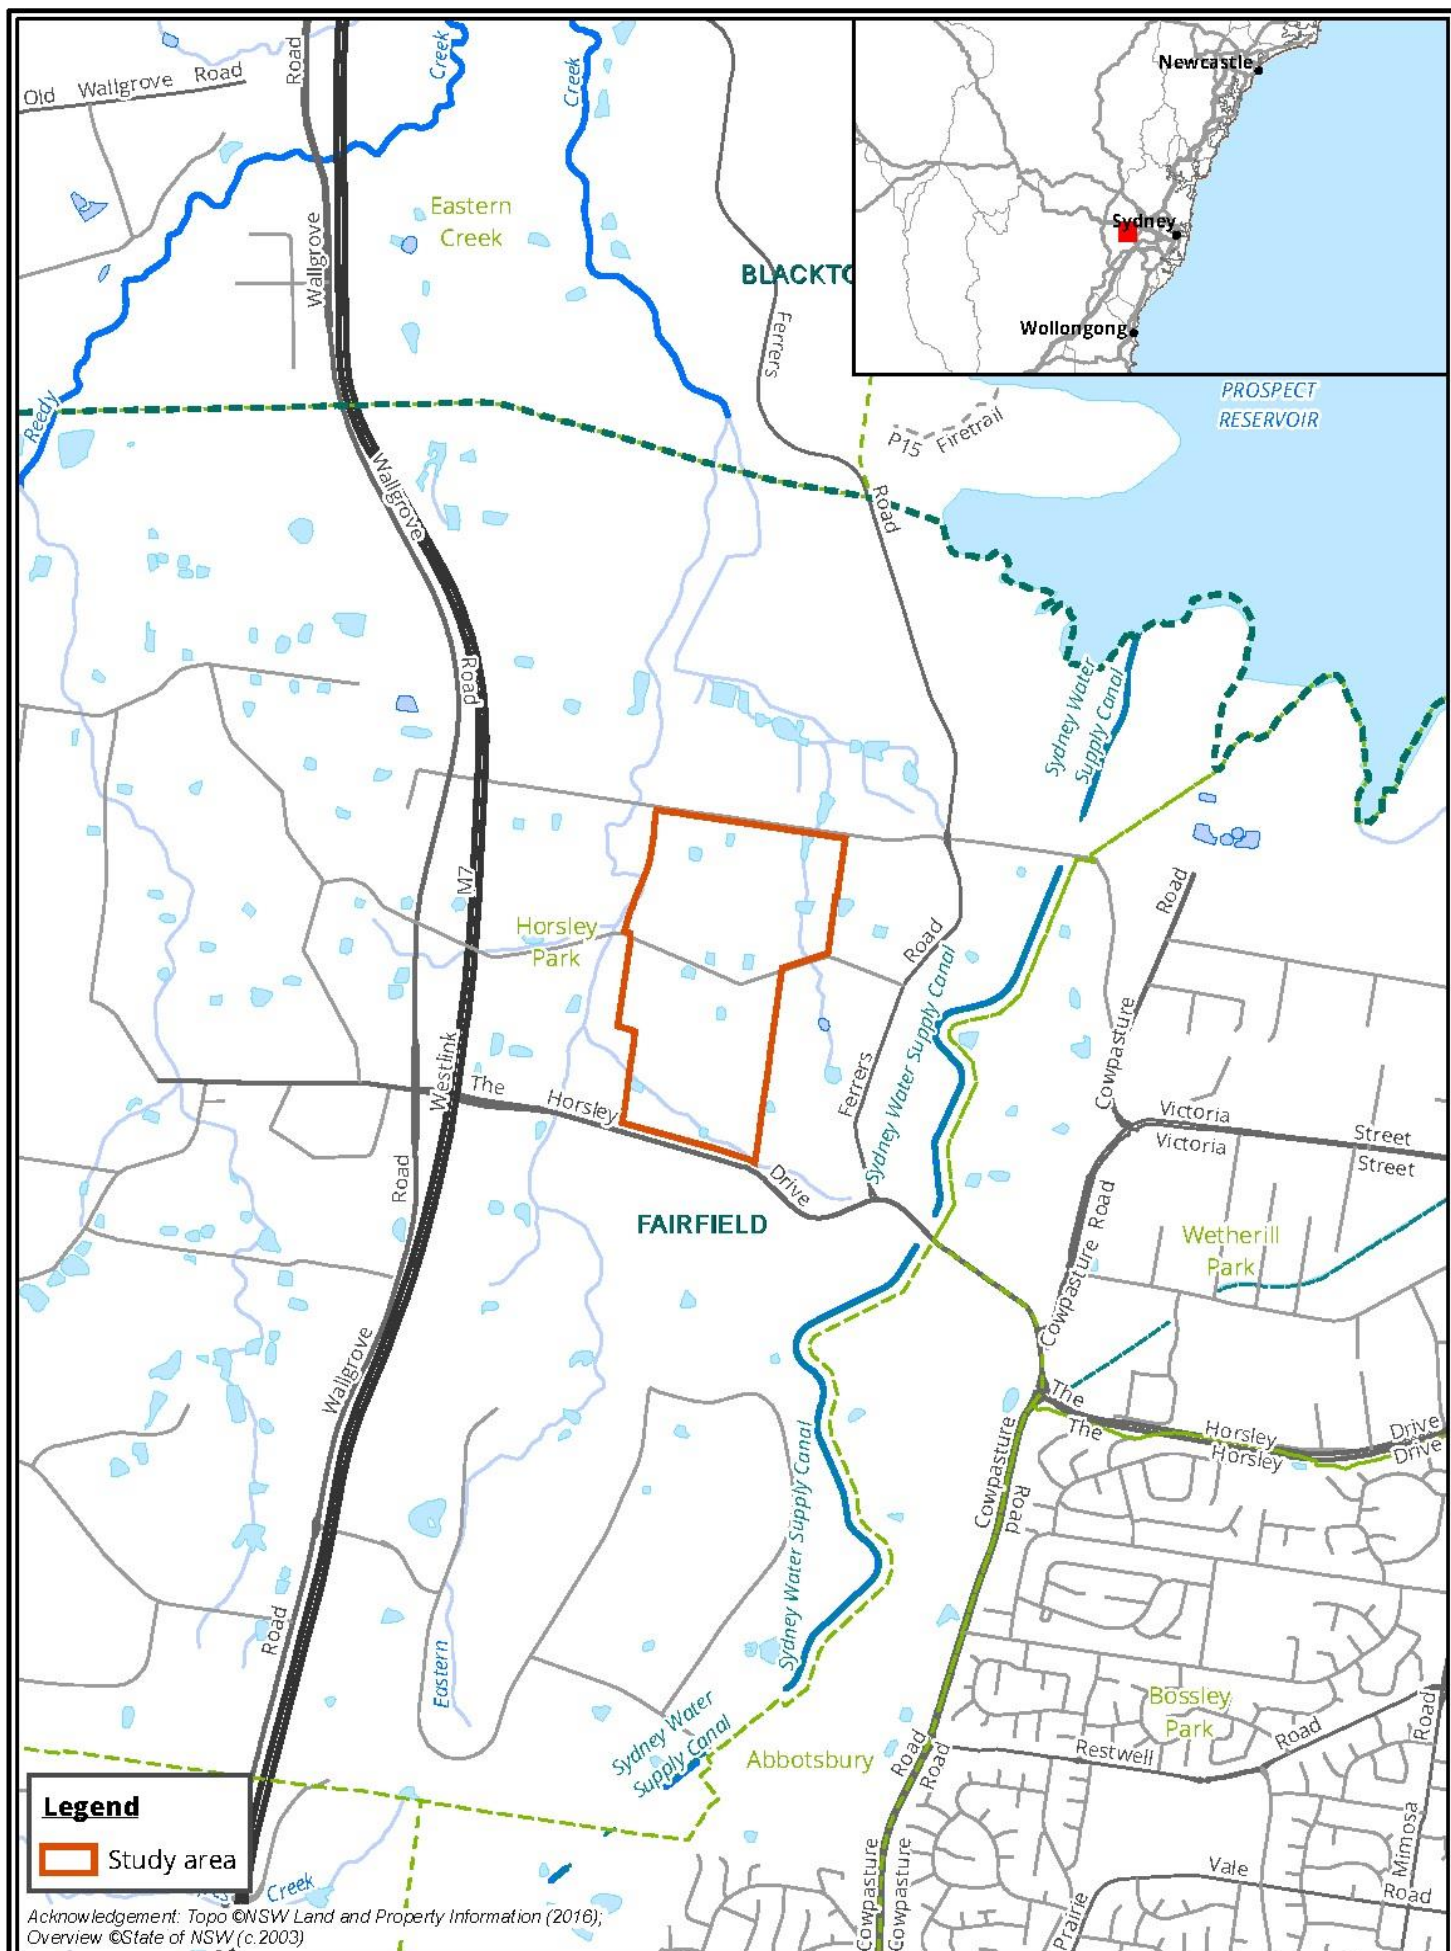 Old Wallgrove Road
Road
Creek
Creek
Newcastle
Sydney
Wollongong
Eastern
Creek
Wallgrove
BLACKTO
Ferrers
PROSPECT
RESERVOIR
Reedy
P15 Firetrail
Wallgrove
Road
Road
Sydney Water
Supply Canal
M7
Horsley
Park
Road
Road
Sydney Water Supply Canal
Cowpasture
Westlink
The
Horsley
Ferrers
Victoria
Street
Victoria
Street
Road
Drive
FAIRFIELD
Cowpasture Road
Wetherill
Park
Wallgrove
The
The
Horsley
Drive
Horsley
Drive
Cowpasture
Road
Sydney Water Supply Canal
Road
Eastern
Sydney Water
Supply Canal
Abbotsbury
Road
Road
Bossley
Park
Restwell
Road
Road
Mimosa
Vale
Road
Prairie
Cowpasture
Cowpasture
Legend
Study area
Creek
Acknowledgement: Topo ©NSW Land and Property Information (2016);
Overview ©State of NSW (c.2003)